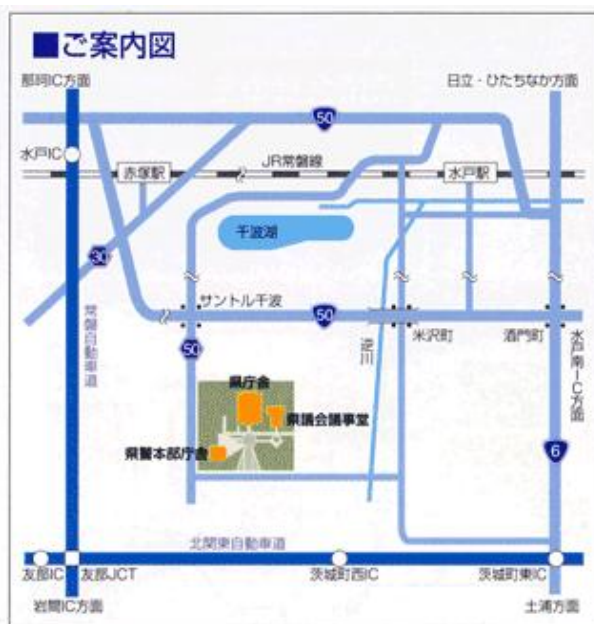 ■ご案内図
那珂IC方面
日立・ひたちなか方面
50
水戸IC
赤塚駅
JR常磐線
水戸駅
千波湖
30
サントル千波
50
米沢町
酒門町
常磐自動車道
50
逆川
水戸南IC方面
県庁舎
県議会議事堂
県警本部庁舎
6
北関東自動車道
友部IC
友部JCT
茨城町西IC
茨城町東IC
岩間IC方面
土浦方面